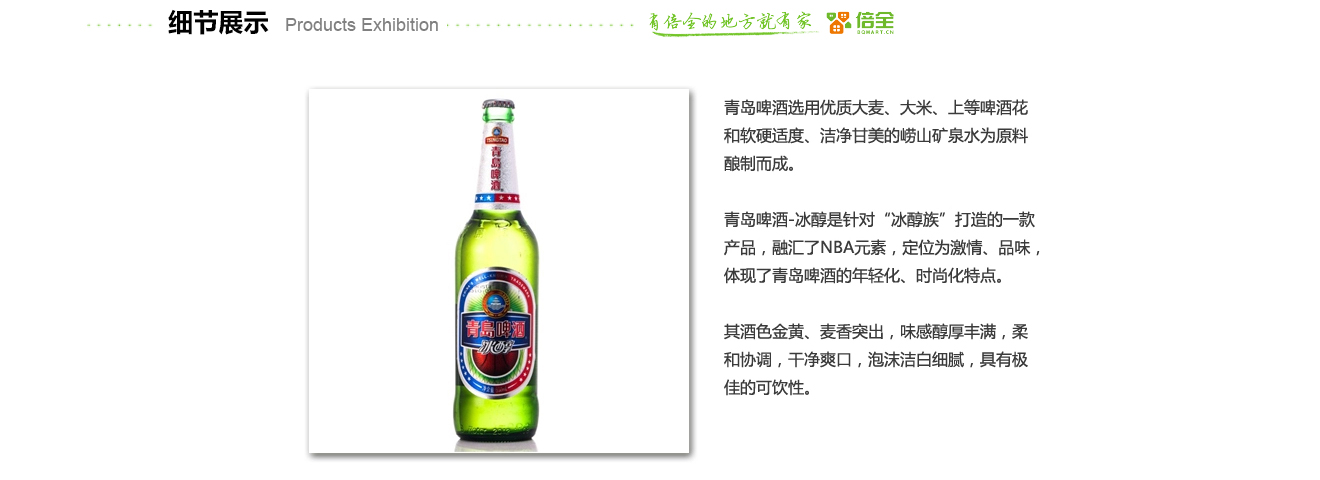 细节展示 Products Exhibition
有倍全的地方就有家 倍全
BQMART.CN
青岛啤酒选用优质大麦、大米、上等啤酒花
和软硬适度、洁净甘美的崂山矿泉水为原料
酿制而成。
青岛啤酒-冰醇是针对“冰醇族”打造的一款
产品，融汇了NBA元素，定位为激情、品味，
体现了青岛啤酒的年轻化、时尚化特点。
其酒色金黄、麦香突出，味感醇厚丰满，柔
和协调，干净爽口，泡沫洁白细腻，具有极
佳的可饮性。
TSINGTAO
青島啤酒
青島啤酒
冰醇